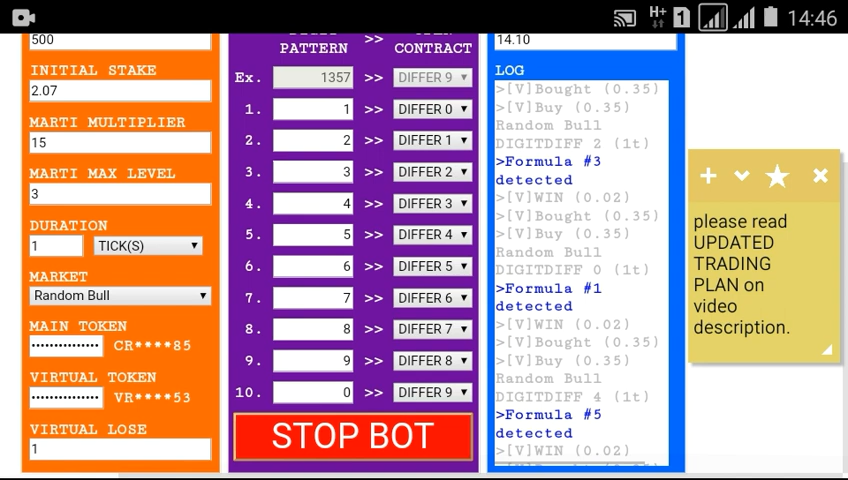 H+ 1 14:46
500
INITIAL STAKE
2.07
MARTI MULTIPLIER
15
MARTI MAX LEVEL
3
DURATION
1 TICK(S)
MARKET
Random Bull
MAIN TOKEN
CR****85
VIRTUAL TOKEN
VR****53
VIRTUAL LOSE
1
PATTERN >> CONTRACT
Ex. 1357 >> DIFFER 9
1. 1 >> DIFFER 0
2. 2 >> DIFFER 1
3. 3 >> DIFFER 2
4. 4 >> DIFFER 3
5. 5 >> DIFFER 4
6. 6 >> DIFFER 5
7. 7 >> DIFFER 6
8. 8 >> DIFFER 7
9. 9 >> DIFFER 8
10. 0 >> DIFFER 9
STOP BOT
14.10
LOG
>[V]Bought (0.35)
>[V]Buy (0.35)
Random Bull
DIGITDIFF 2 (1t)
>Formula #3
detected
>[V]WIN (0.02)
>[V]Bought (0.35)
>[V]Buy (0.35)
Random Bull
DIGITDIFF 0 (1t)
>Formula #1
detected
>[V]WIN (0.02)
>[V]Bought (0.35)
>[V]Buy (0.35)
Random Bull
DIGITDIFF 4 (1t)
>Formula #5
detected
>[V]WIN (0.02)
please read
UPDATED
TRADING
PLAN on
video
description.